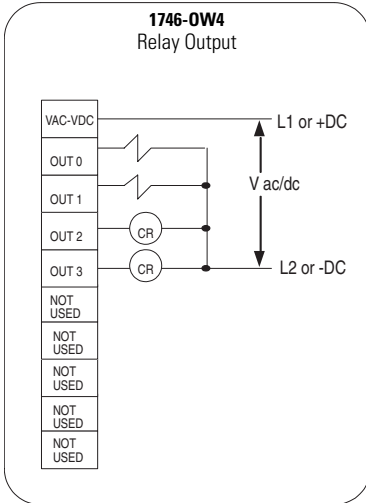 1746-OW4
Relay Output
VAC-VDC
L1 or +DC
OUT 0
OUT 1
V ac/dc
OUT 2
CR
OUT 3
CR
L2 or -DC
NOT
USED
NOT
USED
NOT
USED
NOT
USED
NOT
USED